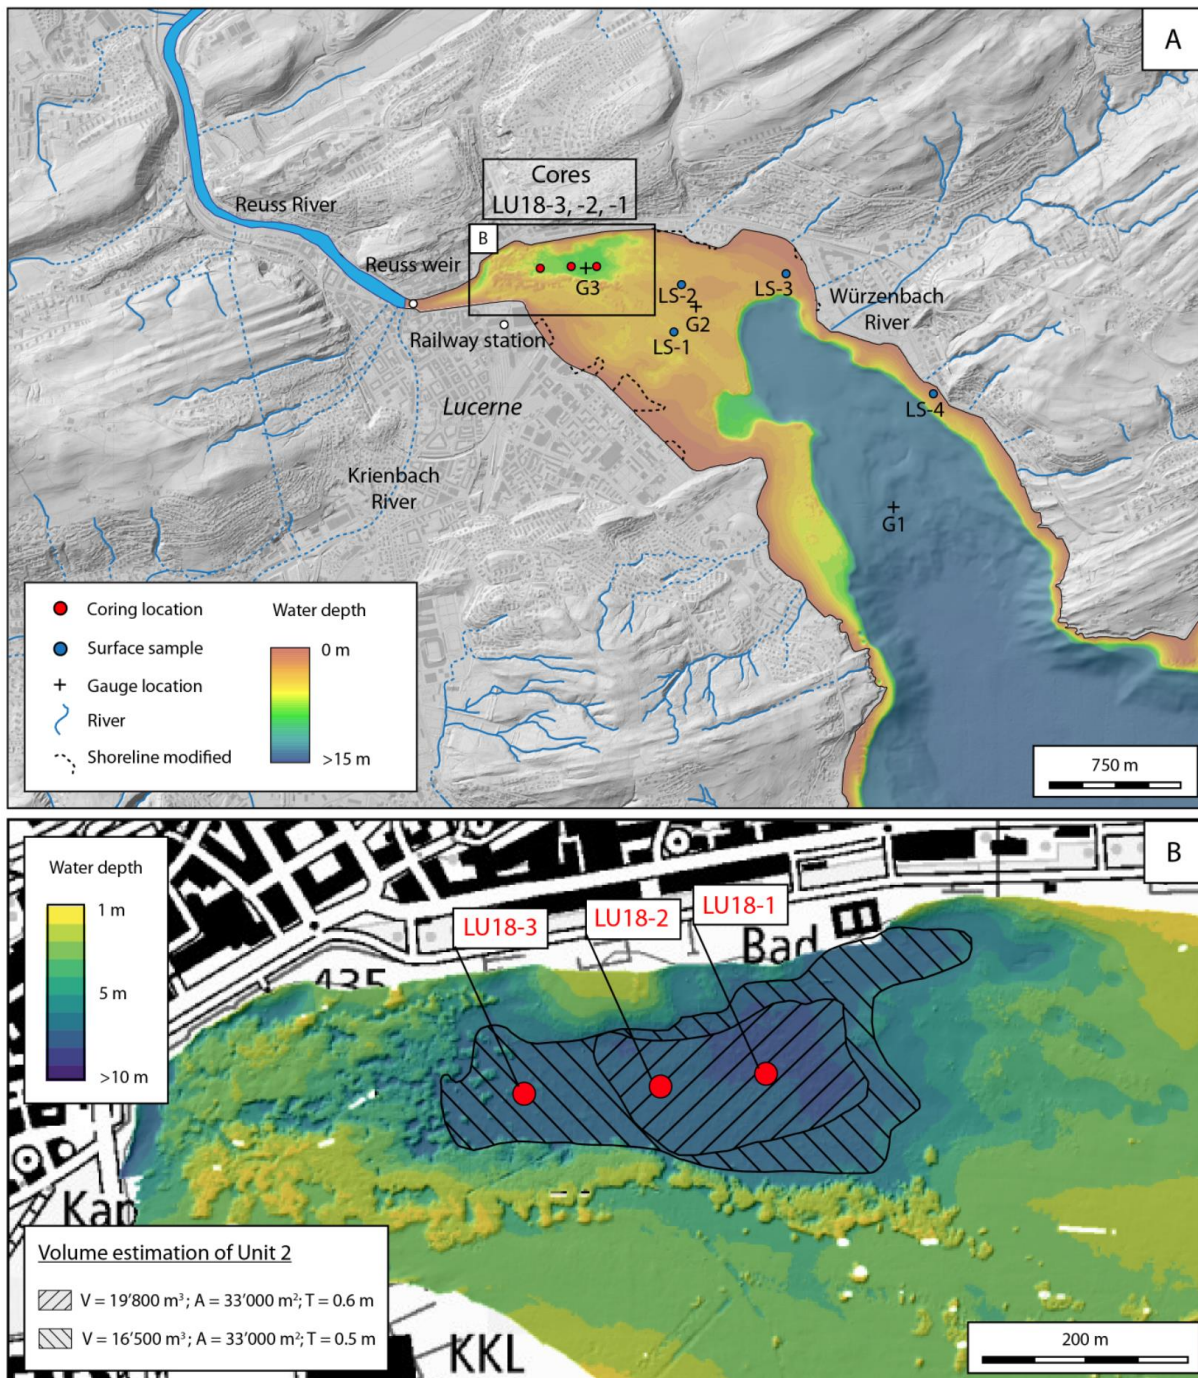 A
Cores
LU18-3, -2, -1
Reuss River
B
Reuss weir
G3
LS-2
G2
LS-3
Würzenbach
River
Railway station
LS-1
Lucerne
LS-4
Krienbach
River
G1
Coring location
Surface sample
Gauge location
River
Shoreline modified
Water depth
0 m
>15 m
750 m
B
Water depth
1 m
5 m
>10 m
LU18-3
LU18-2
LU18-1
Bad
435
Kap
Volume estimation of Unit 2
V = 19'800 m³; A = 33'000 m²; T = 0.6 m
V = 16'500 m³; A = 33'000 m²; T = 0.5 m
KKL
200 m